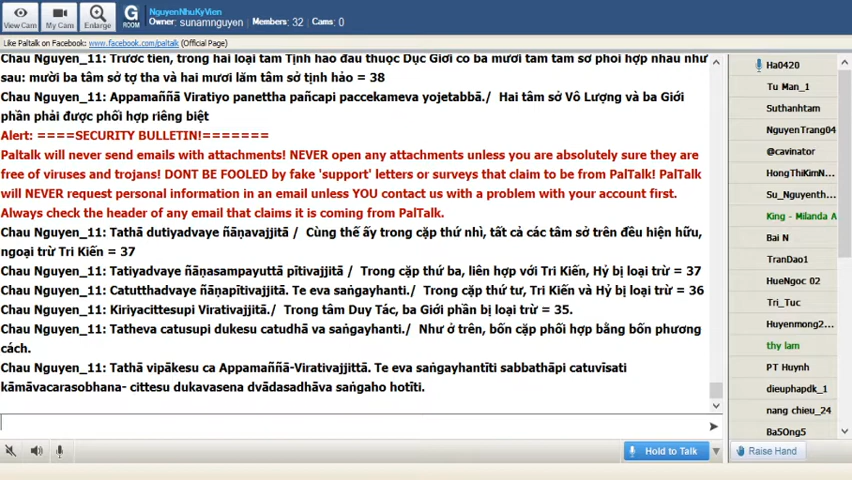 NguyenNhuKyVien
Owner: sunamnguyen Members: 32 Cams: 0
View Cam My Cam Enlarge G ROOM
Like Paltalk on Facebook: www.facebook.com/paltalk (Official Page)
Chau Nguyen_11: Trước tiên, trong hai loại tâm Tịnh hảo đầu thuộc Dục Giới có ba mươi tám tâm sở phối hợp nhau như
sau: mười ba tâm sở tợ tha và hai mươi lăm tâm sở tịnh hảo = 38
Chau Nguyen_11: Appamaññā Viratiyo panettha pañcapi paccekameva yojetabbā./ Hai tâm sở Vô Lượng và ba Giới
phần phải được phối hợp riêng biệt
Alert: ====SECURITY BULLETIN!=======
Paltalk will never send emails with attachments! NEVER open any attachments unless you are absolutely sure they are
free of viruses and trojans! DONT BE FOOLED by fake 'support' letters or surveys that claim to be from PalTalk! PalTalk
will NEVER request personal information in an email unless YOU contact us with a problem with your account first.
Always check the header of any email that claims it is coming from PalTalk.
Chau Nguyen_11: Tathā dutiyadvaye ñāṇavajjitā / Cùng thế ấy trong cặp thứ nhì, tất cả các tâm sở trên đều hiện hữu,
ngoại trừ Tri Kiến = 37
Chau Nguyen_11: Tatiyadvaye ñāṇasampayuttā pītivajjitā / Trong cặp thứ ba, liên hợp với Tri Kiến, Hỷ bị loại trừ = 37
Chau Nguyen_11: Catutthadvaye ñāṇapītivajjitā. Te eva saṅgayhanti./ Trong cặp thứ tư, Tri Kiến và Hỷ bị loại trừ = 36
Chau Nguyen_11: Kiriyacittesupi Virativajjitā./ Trong tâm Duy Tác, ba Giới phần bị loại trừ = 35.
Chau Nguyen_11: Tatheva catusupi dukesu catudhā va saṅgayhanti./ Như ở trên, bốn cặp phối hợp bằng bốn phương
cách.
Chau Nguyen_11: Tathā vipākesu ca Appamaññā-Virativajjittā. Te eva saṅgayhantīti sabbathāpi catuvīsati
kāmāvacarasobhana- cittesu dukavasena dvādasadhāva saṅgaho hotīti.
Ha0420
Tu Man_1
Suthanhtam
NguyenTrang04
@cavinator
HongThiKimN...
Su_Nguyenth...
King - Milanda A
Bai N
TranDao1
HueNgoc 02
Tri_Tuc
Huyenmong2...
thy lam
PT Huynh
dieuphapdk_1
nang chieu_24
Ba5Ong5
Hold to Talk
Raise Hand